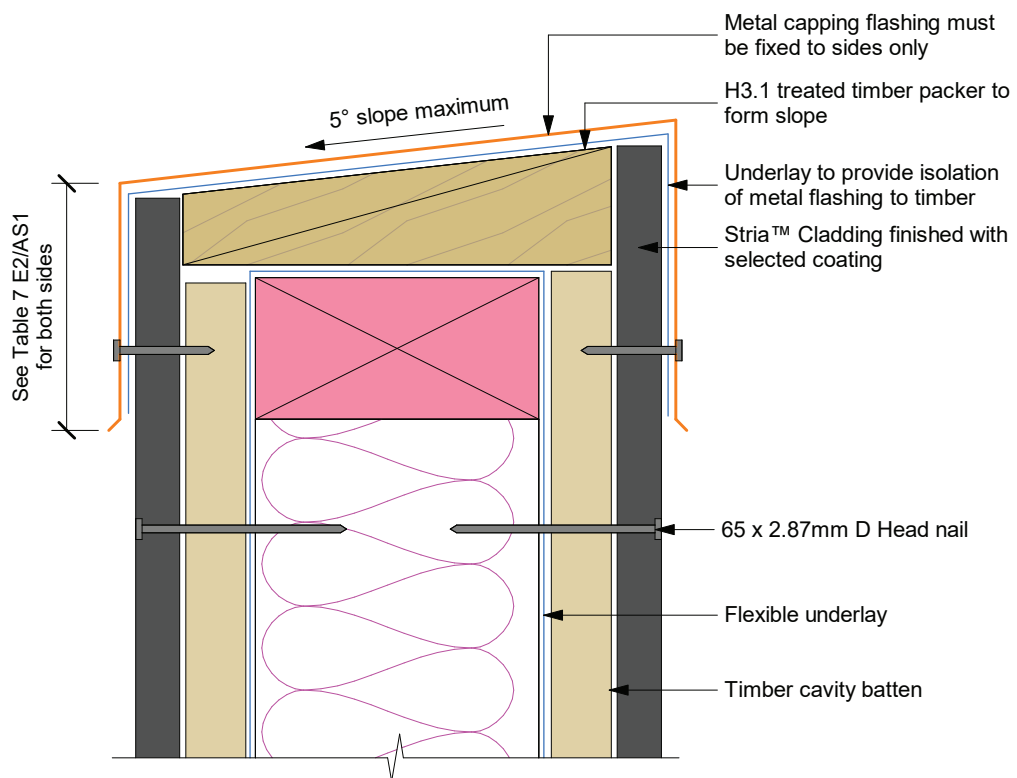 Metal capping flashing must
be fixed to sides only
5° slope maximum
H3.1 treated timber packer to
form slope
Underlay to provide isolation
of metal flashing to timber
Stria™ Cladding finished with
selected coating
See Table 7 E2/AS1
for both sides
65 x 2.87mm D Head nail
Flexible underlay
Timber cavity batten